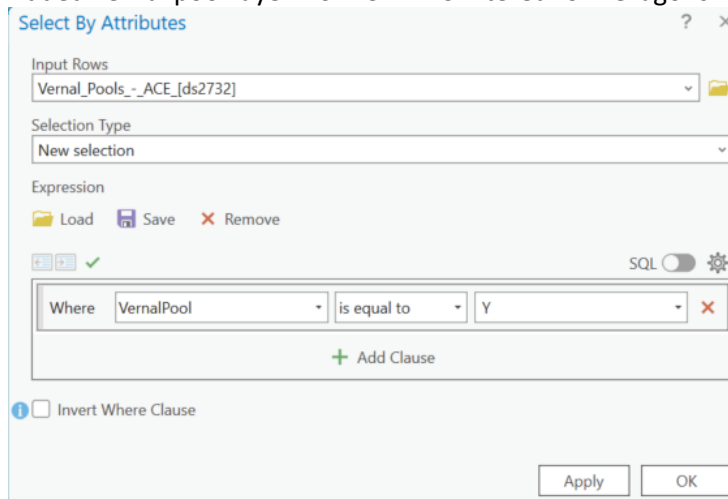 Select By Attributes ?
Input Rows
Vernal_Pools_-_ACE_[ds2732]
Selection Type
New selection
Expression
Load Save Remove
SQL
Where VernalPool is equal to Y
Add Clause
Invert Where Clause
Apply OK